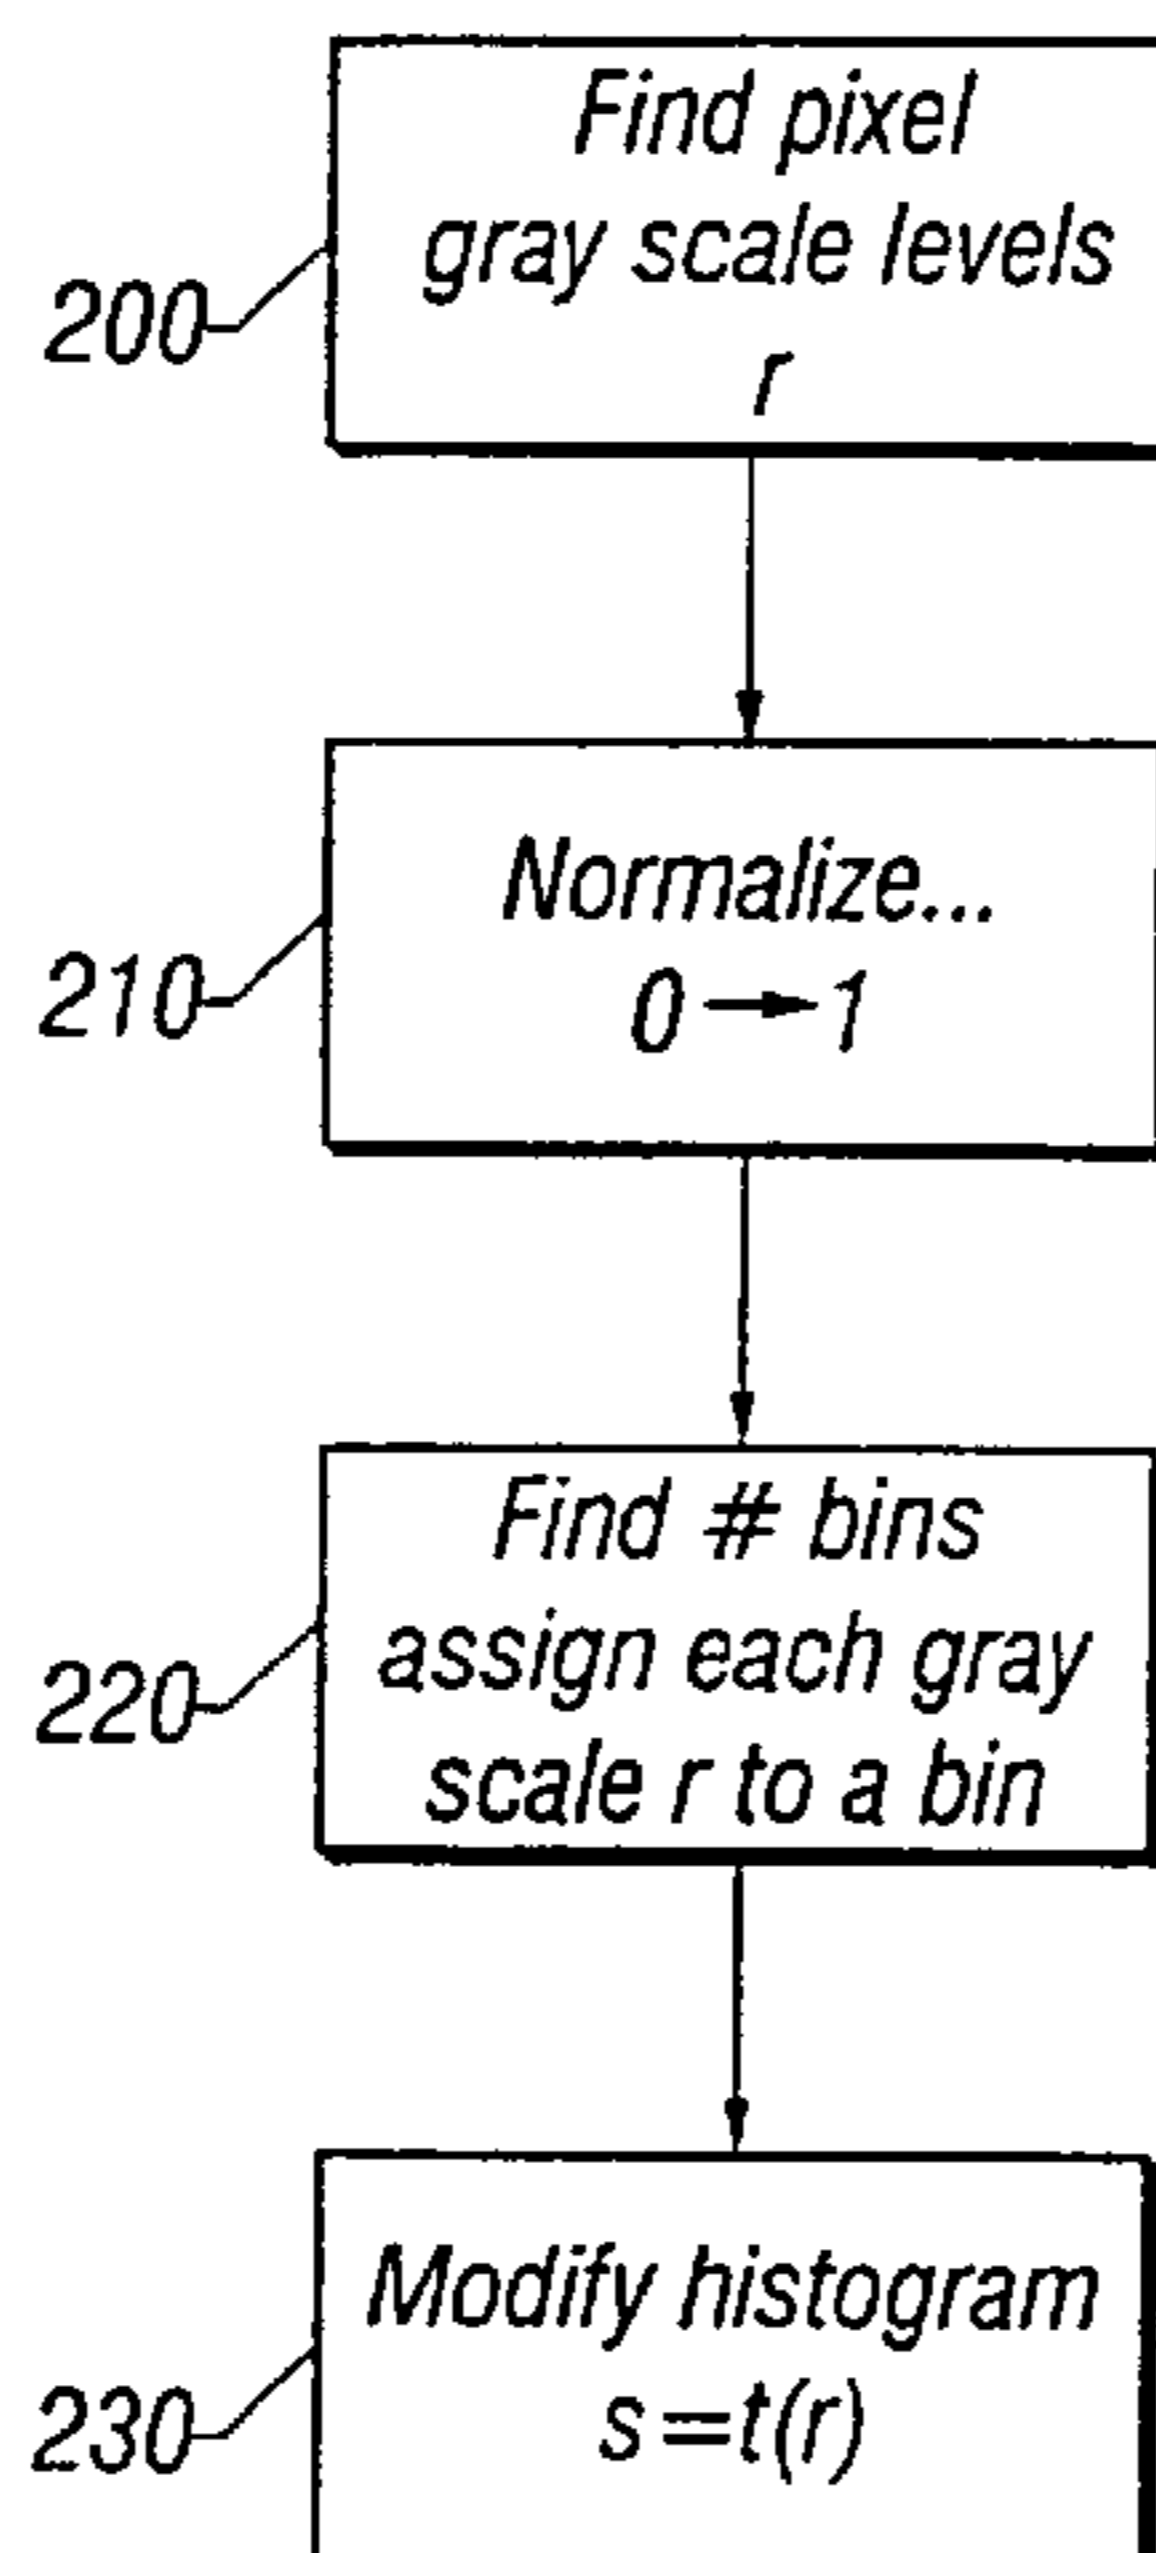 Find pixel
gray scale levels
r
200
Normalize...
0→1
210
Find # bins
assign each gray
scale r to a bin
220
Modify histogram
s=t(r)
230